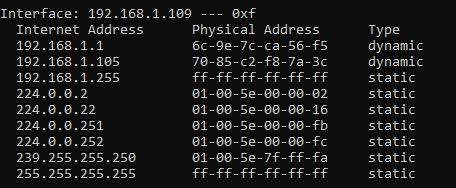 Interface: 192.168.1.109 --- 0xf
  Internet Address      Physical Address      Type
  192.168.1.1           6c-9e-7c-ca-56-f5     dynamic
  192.168.1.105         70-85-c2-f8-7a-3c     dynamic
  192.168.1.255         ff-ff-ff-ff-ff-ff     static
  224.0.0.2             01-00-5e-00-00-02     static
  224.0.0.22            01-00-5e-00-00-16     static
  224.0.0.251           01-00-5e-00-00-fb     static
  224.0.0.252           01-00-5e-00-00-fc     static
  239.255.255.250       01-00-5e-7f-ff-fa     static
  255.255.255.255       ff-ff-ff-ff-ff-ff     static